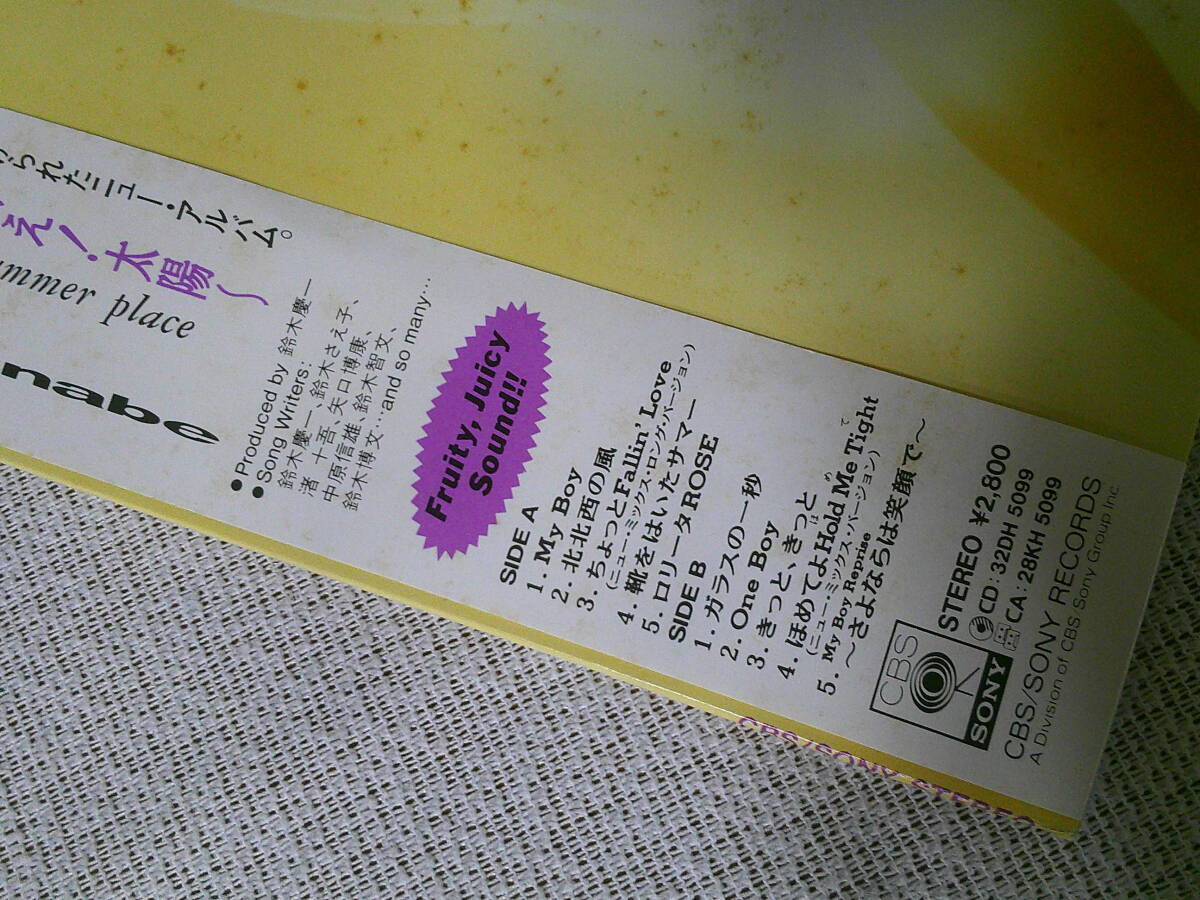 られたニュー・アルバム。
え!太陽〜
ummer place
nabe
●Produced by 鈴木慶一
●Song Writers:
鈴木慶一、鈴木さえ子、
渚 十吾、矢口博康、
中原信雄、鈴木智文、
鈴木博文…and so many…
Fruity, Juicy
Sound!!
SIDE A
1. My Boy
2. 北北西の風
3. ちょっとFallin' Love
(ニュー・ミックス・ロング・バージョン)
4. 靴をはいたサマー
5. ロリータROSE
SIDE B
1. ガラスの一秒
2. One Boy
3. きっと、きっと
4. ほめてよHold Me Tight
ほ め て
(ニュー・ミックス・バージョン)
5. My Boy Reprise
〜さよならは笑顔で〜
CBS
SONY
STEREO ¥2,800
CD:32DH 5099
CA:28KH 5099
CBS/SONY RECORDS
A Division of CBS Sony Group Inc.
CBS/SONY STEREO